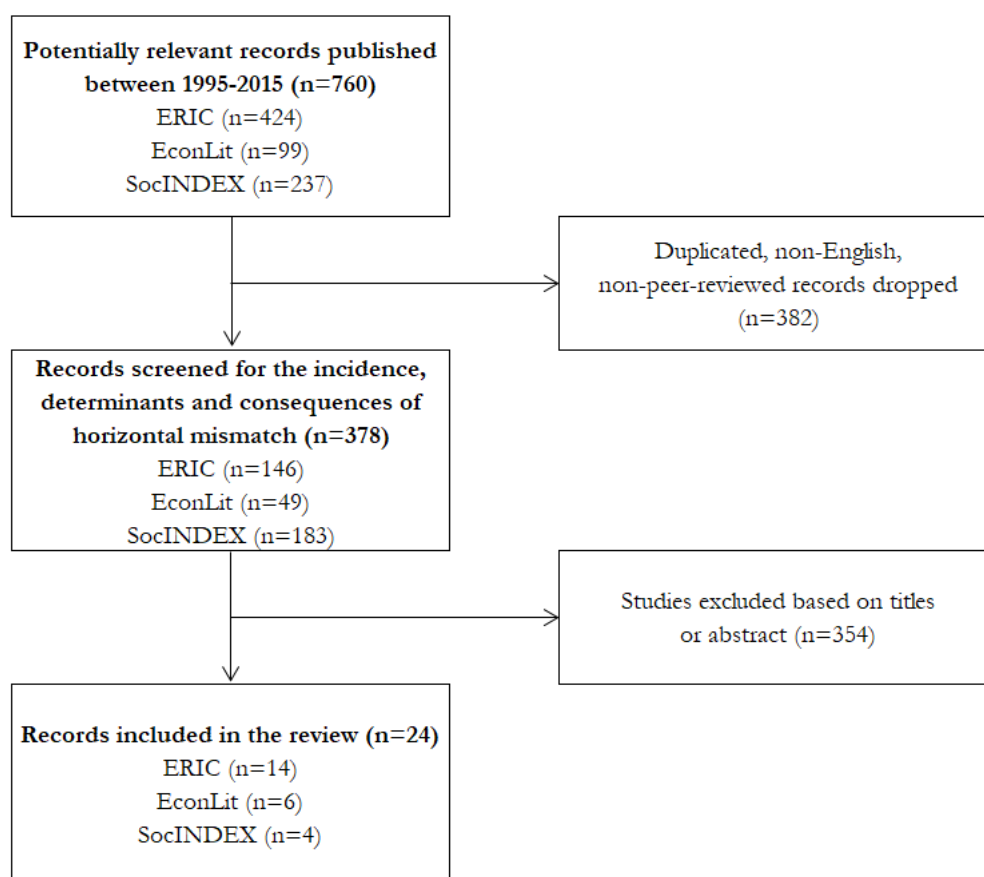 Potentially relevant records published
between 1995-2015 (n=760)
ERIC (n=424)
EconLit (n=99)
SocINDEX (n=237)
Duplicated, non-English,
non-peer-reviewed records dropped
(n=382)
Records screened for the incidence,
determinants and consequences of
horizontal mismatch (n=378)
ERIC (n=146)
EconLit (n=49)
SocINDEX (n=183)
Studies excluded based on titles
or abstract (n=354)
Records included in the review (n=24)
ERIC (n=14)
EconLit (n=6)
SocINDEX (n=4)